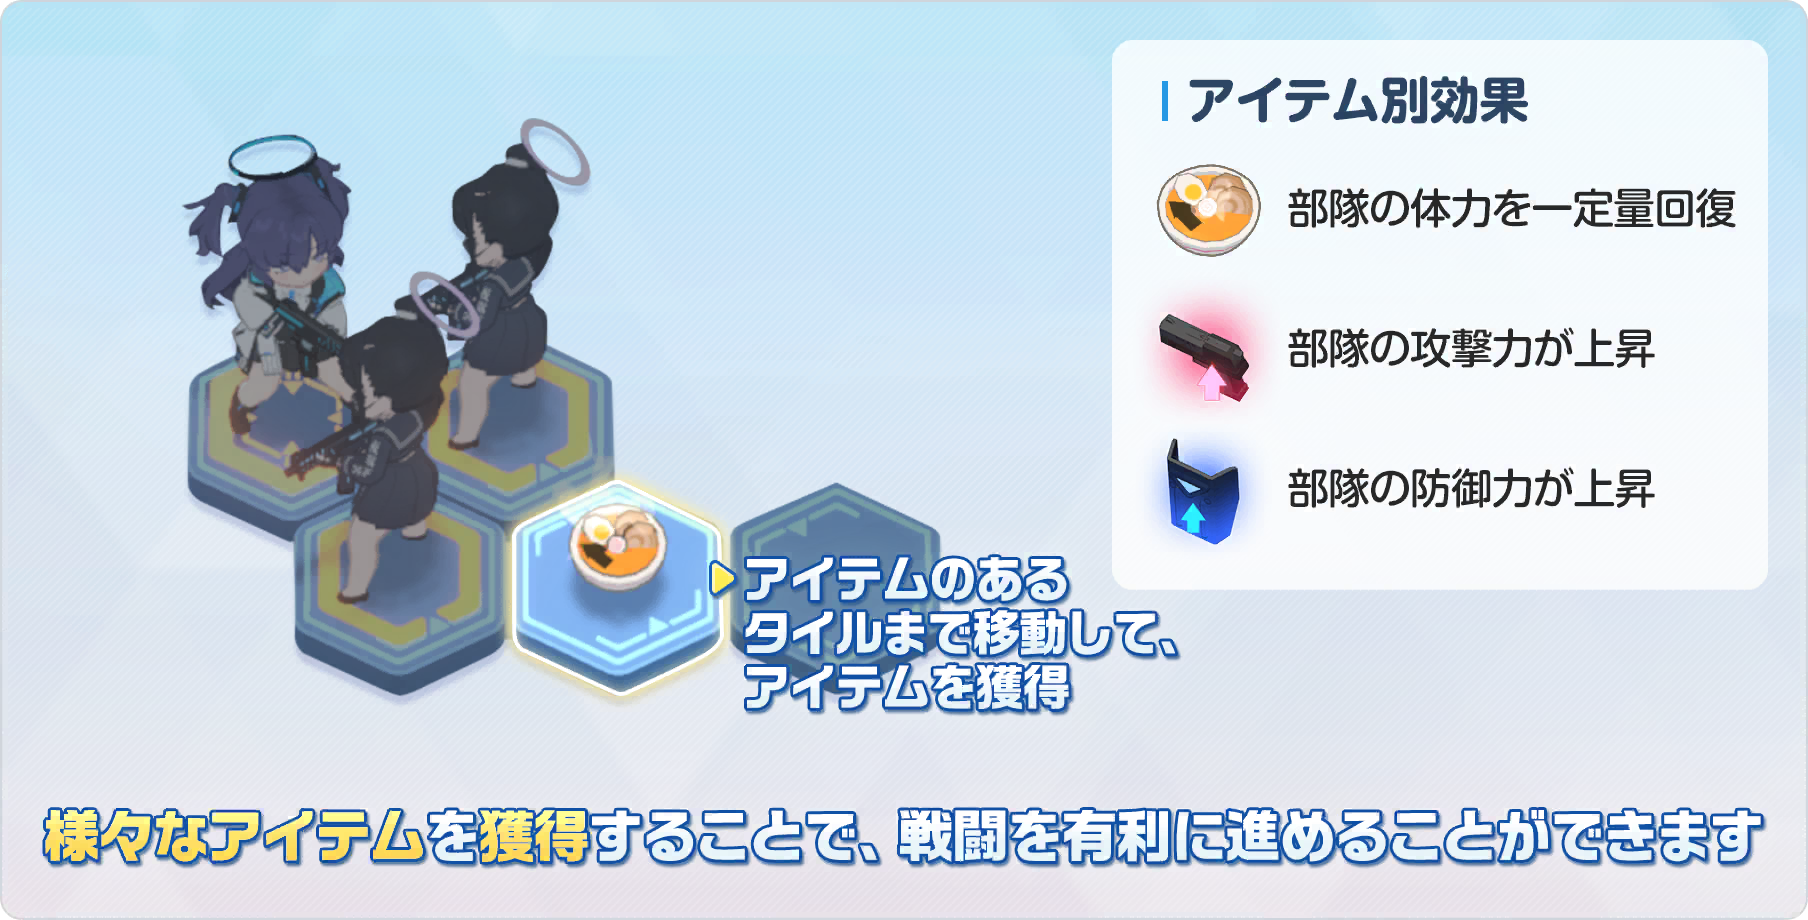 アイテム別効果
部隊の体力を一定量回復
部隊の攻撃力が上昇
部隊の防御力が上昇
アイテムのある
タイルまで移動して、
アイテムを獲得
様々なアイテムを獲得することで、戦闘を有利に進めることができます